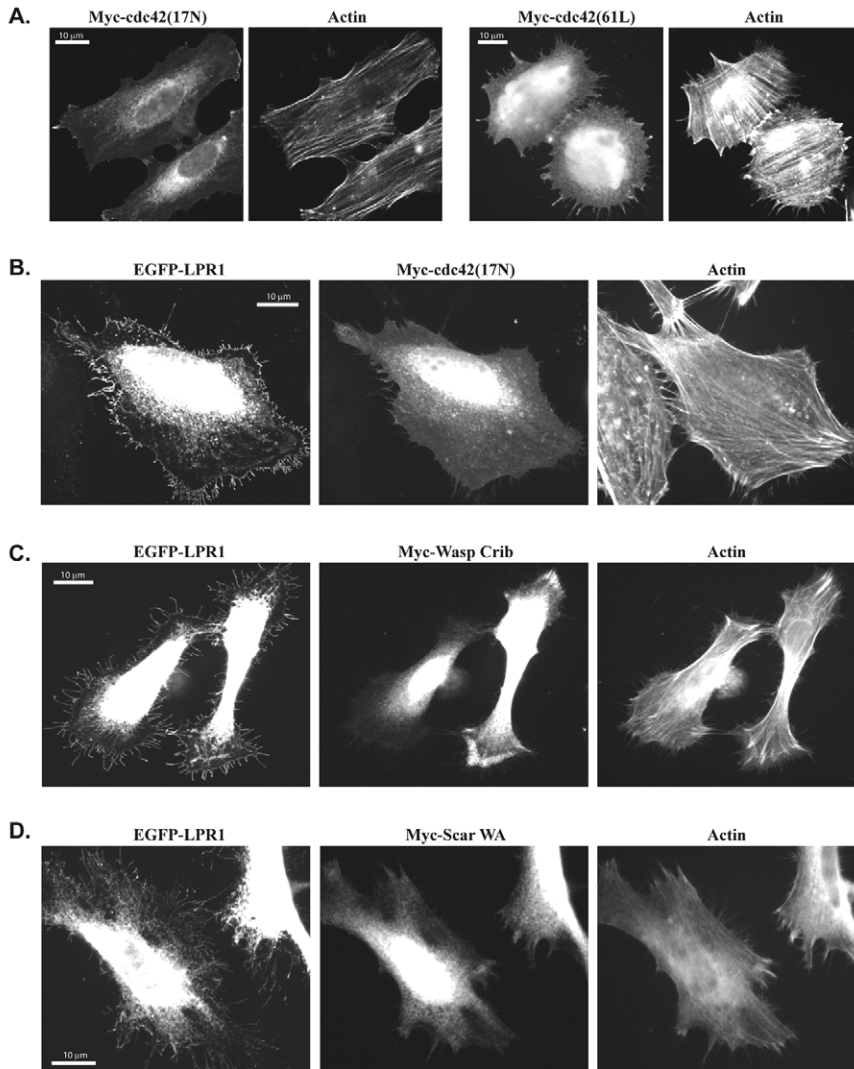 A.
Myc-cdc42(17N) Actin Myc-cdc42(61L) Actin
10 µm 10 µm
B.
EGFP-LPR1 Myc-cdc42(17N) Actin
10 µm
C.
EGFP-LPR1 Myc-Wasp Crib Actin
10 µm
D.
EGFP-LPR1 Myc-Scar WA Actin
10 µm